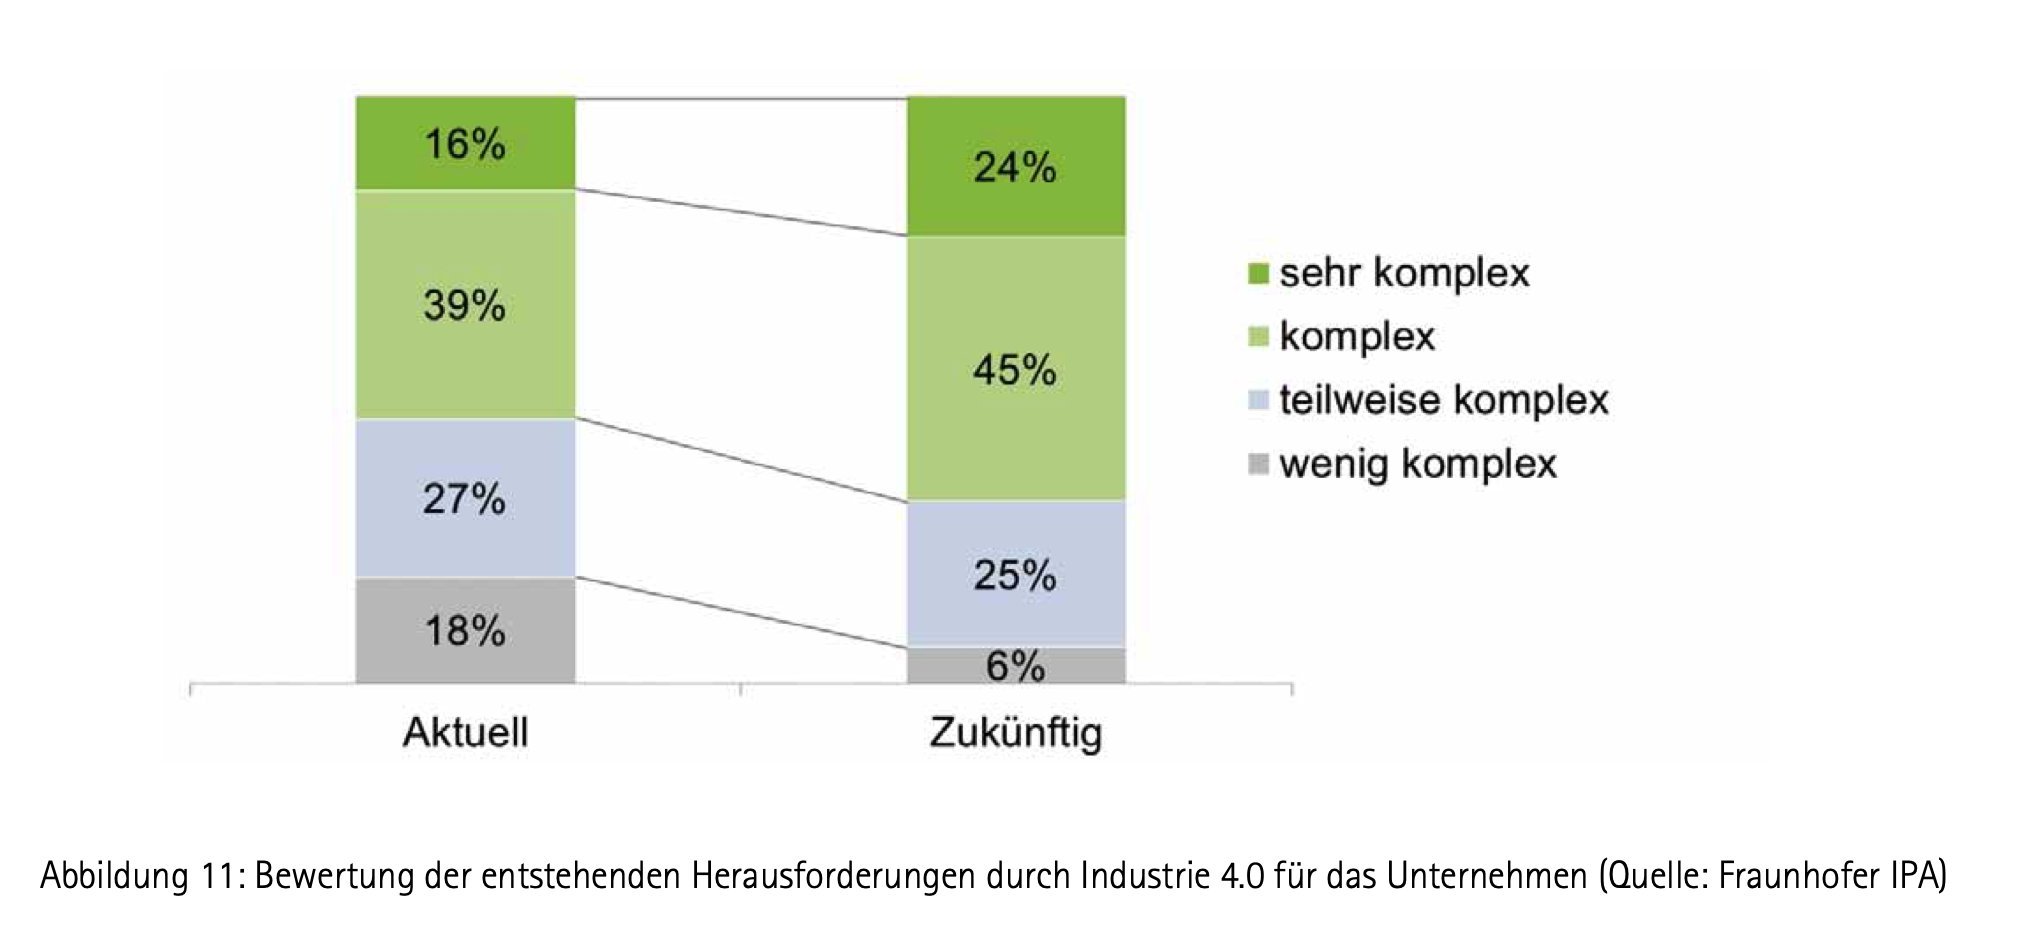 16%
39%
27%
18%
24%
45%
25%
6%
sehr komplex
komplex
teilweise komplex
wenig komplex
Aktuell
Zukünftig
Abbildung 11: Bewertung der entstehenden Herausforderungen durch Industrie 4.0 für das Unternehmen (Quelle: Fraunhofer IPA)